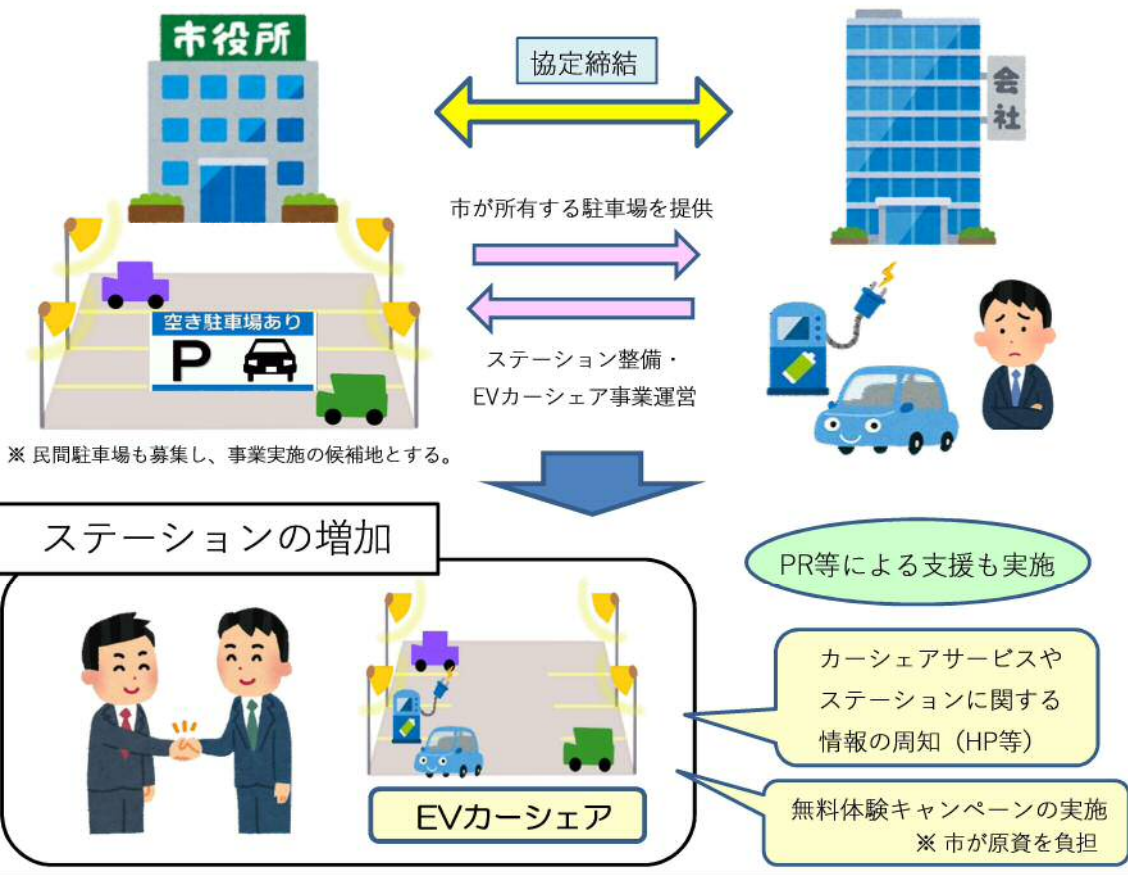 市役所
協定締結
会社
市が所有する駐車場を提供
空き駐車場あり
P
ステーション整備・
EVカーシェア事業運営
※ 民間駐車場も募集し、事業実施の候補地とする。
ステーションの増加
PR等による支援も実施
カーシェアサービスや
ステーションに関する
情報の周知（HP等）
EVカーシェア
無料体験キャンペーンの実施
※ 市が原資を負担